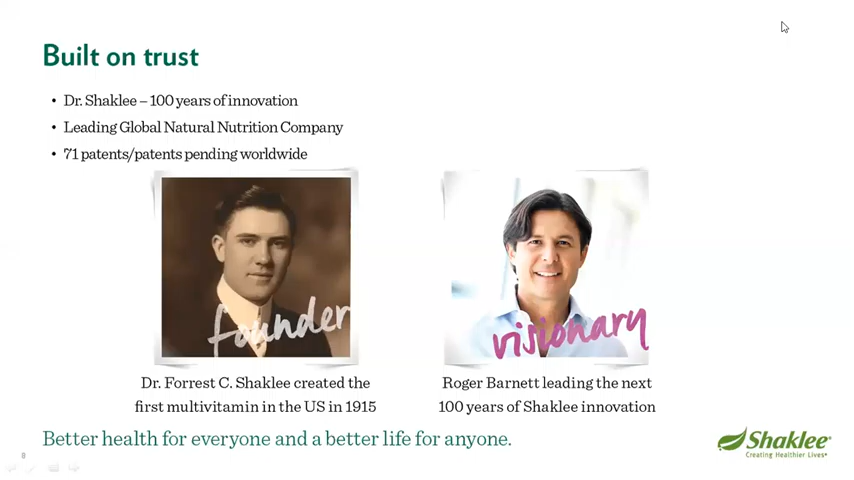 Built on trust
• Dr. Shaklee – 100 years of innovation
• Leading Global Natural Nutrition Company
• 71 patents/patents pending worldwide
founder
visionary
Dr. Forrest C. Shaklee created the
first multivitamin in the US in 1915
Roger Barnett leading the next
100 years of Shaklee innovation
Better health for everyone and a better life for anyone.
8
Shaklee®
Creating Healthier Lives®